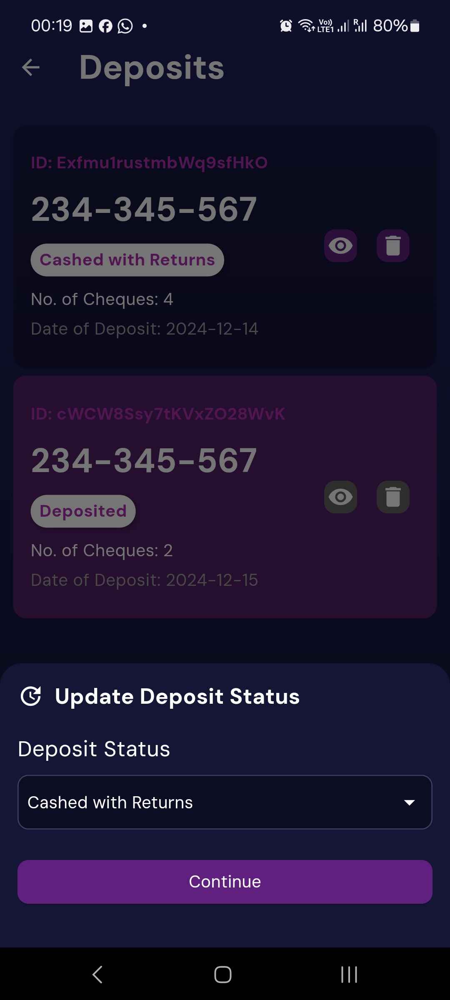 00:19
Vo))
LTE1
R
80%
Deposits
ID: Exfmu1rustmbWq9sfHkO
234-345-567
Cashed with Returns
No. of Cheques: 4
Date of Deposit: 2024-12-14
ID: cWCW8Ssy7tKVxZO28WvK
234-345-567
Deposited
No. of Cheques: 2
Date of Deposit: 2024-12-15
Update Deposit Status
Deposit Status
Cashed with Returns
Continue